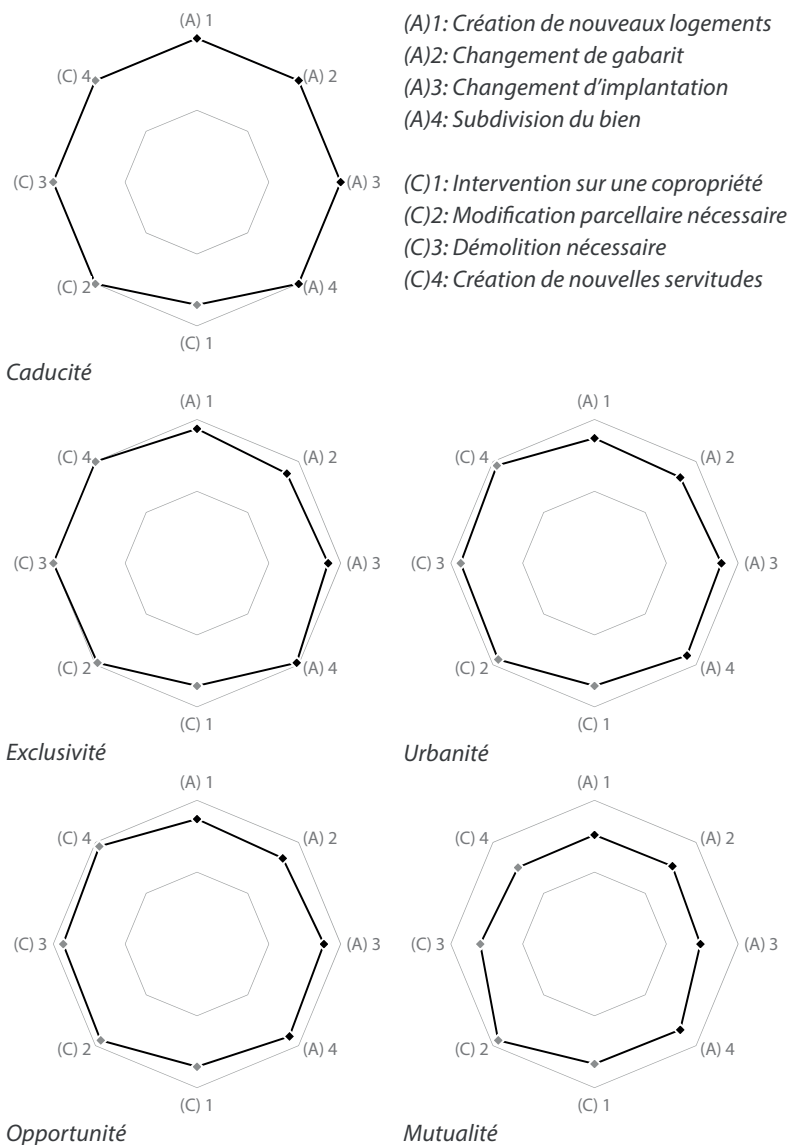 (A) 1
(C) 4
(A) 2
(C) 3
(A) 3
(C) 2
(A) 4
(C) 1
Caducité
(A)1: Création de nouveaux logements
(A)2: Changement de gabarit
(A)3: Changement d'implantation
(A)4: Subdivision du bien
(C)1: Intervention sur une copropriété
(C)2: Modification parcellaire nécessaire
(C)3: Démolition nécessaire
(C)4: Création de nouvelles servitudes
(A) 1
(C) 4
(A) 2
(C) 3
(A) 3
(C) 2
(A) 4
(C) 1
Exclusivité
(A) 1
(C) 4
(A) 2
(C) 3
(A) 3
(C) 2
(A) 4
(C) 1
Urbanité
(A) 1
(C) 4
(A) 2
(C) 3
(A) 3
(C) 2
(A) 4
(C) 1
Opportunité
(A) 1
(C) 4
(A) 2
(C) 3
(A) 3
(C) 2
(A) 4
(C) 1
Mutualité